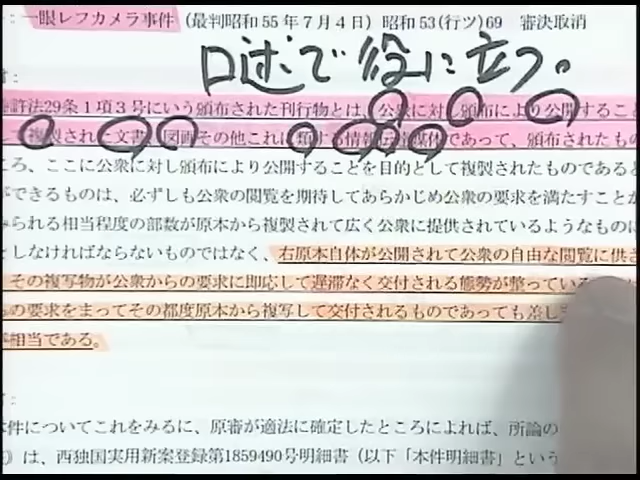 一眼レフカメラ事件 (最判昭和55年7月4日) 昭和53(行ツ)69 審決取消
口述で役に立つ。
許法29条1項3号にいう頒布された刊行物とは、公衆に対し頒布により公開するこ
て複製された文書、図画その他これに類する情報伝達媒体であって、頒布されたもの
ころ、ここに公衆に対し頒布により公開することを目的として複製されたものであると
ができるものは、必ずしも公衆の閲覧を期待してあらかじめ公衆の要求を満たすことが
みられる相当程度の部数が原本から複製されて広く公衆に提供されているようなものに
としなければならないものではなく、右原本自体が公開されて公衆の自由な閲覧に供さ
、その複写物が公衆からの要求に即応して遅滞なく交付される態勢が整っている
の要求をまってその都度原本から複写して交付されるものであっても差し
が相当である。
本件についてこれをみるに、原審が適法に確定したところによれば、所論の
は、西独国実用新案登録第1859490号明細書（以下「本件明細書」という